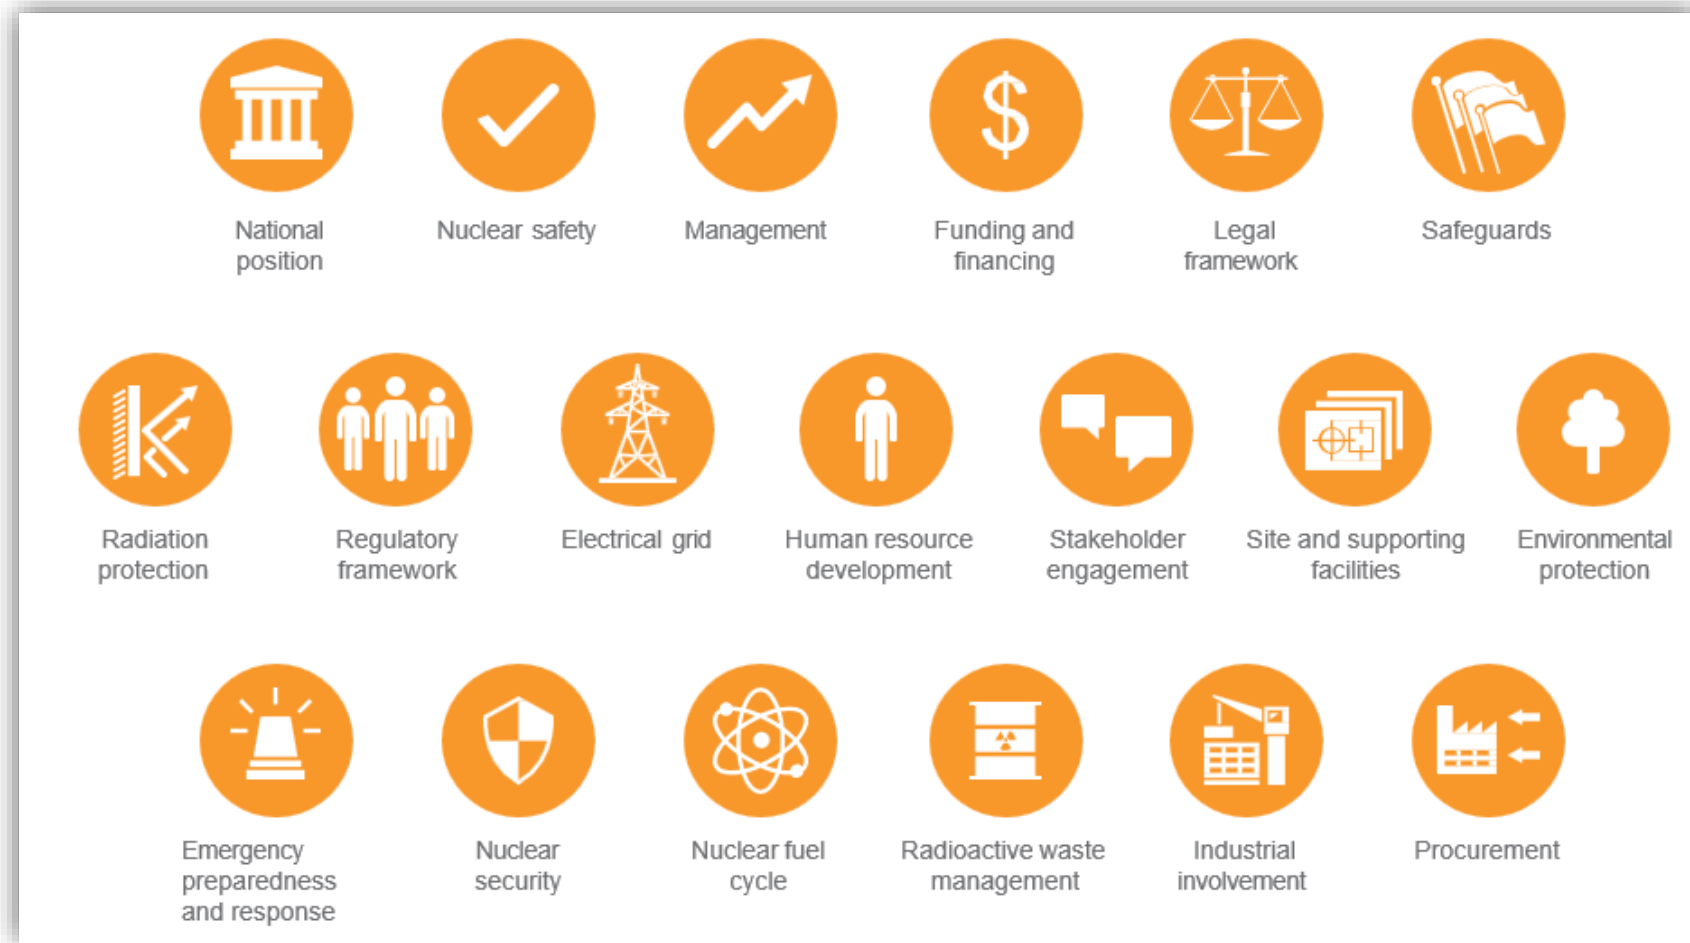 National
position
Nuclear safety
Management
Funding and
financing
Legal
framework
Safeguards
Radiation
protection
Regulatory
framework
Electrical grid
Human resource
development
Stakeholder
engagement
Site and supporting
facilities
Environmental
protection
Emergency
preparedness
and response
Nuclear
security
Nuclear fuel
cycle
Radioactive waste
management
Industrial
involvement
Procurement